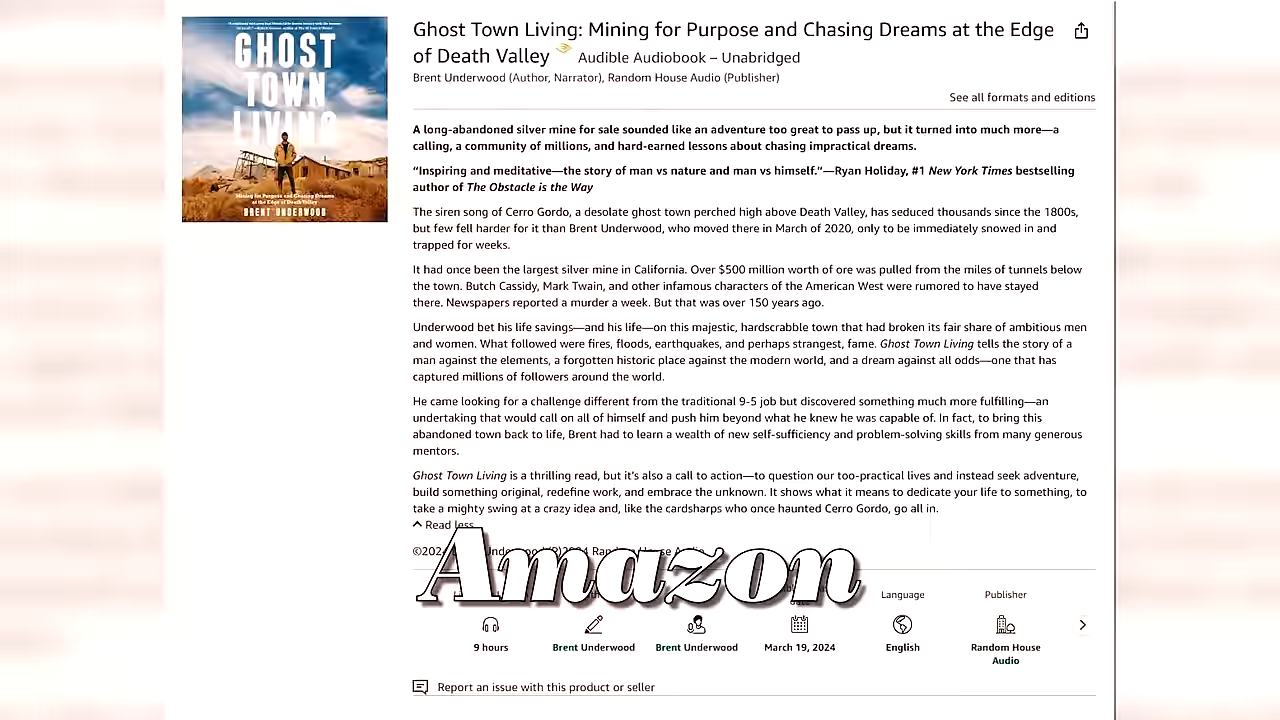 GHOST
TOWN
LIVING
Mining for Purpose and Chasing Dreams
at the Edge of Death Valley
BRENT UNDERWOOD
Ghost Town Living: Mining for Purpose and Chasing Dreams at the Edge
of Death Valley Audible Audiobook – Unabridged
Brent Underwood (Author, Narrator), Random House Audio (Publisher)
See all formats and editions
A long-abandoned silver mine for sale sounded like an adventure too great to pass up, but it turned into much more—a
calling, a community of millions, and hard-earned lessons about chasing impractical dreams.
“Inspiring and meditative—the story of man vs nature and man vs himself.”—Ryan Holiday, #1 New York Times bestselling
author of The Obstacle is the Way
The siren song of Cerro Gordo, a desolate ghost town perched high above Death Valley, has seduced thousands since the 1800s,
but few fell harder for it than Brent Underwood, who moved there in March of 2020, only to be immediately snowed in and
trapped for weeks.
It had once been the largest silver mine in California. Over $500 million worth of ore was pulled from the miles of tunnels below
the town. Butch Cassidy, Mark Twain, and other infamous characters of the American West were rumored to have stayed
there. Newspapers reported a murder a week. But that was over 150 years ago.
Underwood bet his life savings—and his life—on this majestic, hardscrabble town that had broken its fair share of ambitious men
and women. What followed were fires, floods, earthquakes, and perhaps strangest, fame. Ghost Town Living tells the story of a
man against the elements, a forgotten historic place against the modern world, and a dream against all odds—one that has
captured millions of followers around the world.
He came looking for a challenge different from the traditional 9-5 job but discovered something much more fulfilling—an
undertaking that would call on all of himself and push him beyond what he knew he was capable of. In fact, to bring this
abandoned town back to life, Brent had to learn a wealth of new self-sufficiency and problem-solving skills from many generous
mentors.
Ghost Town Living is a thrilling read, but it's also a call to action—to question our too-practical lives and instead seek adventure,
build something original, redefine work, and embrace the unknown. It shows what it means to dedicate your life to something, to
take a mighty swing at a crazy idea and, like the cardsharps who once haunted Cerro Gordo, go all in.
Read less
Amazon
Language
Publisher
9 hours
Brent Underwood
Brent Underwood
March 19, 2024
English
Random House
Audio
Report an issue with this product or seller